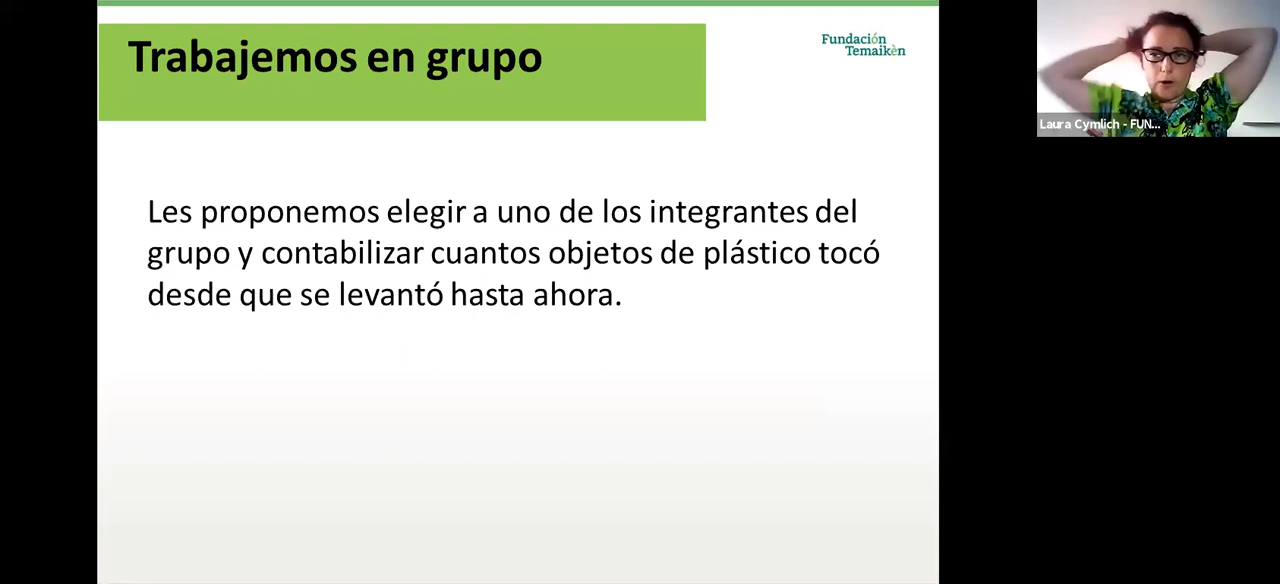 Trabajemos en grupo
Fundación
Temaikèn
Laura Cymlich - FUN...
Les proponemos elegir a uno de los integrantes del
grupo y contabilizar cuantos objetos de plástico tocó
desde que se levantó hasta ahora.